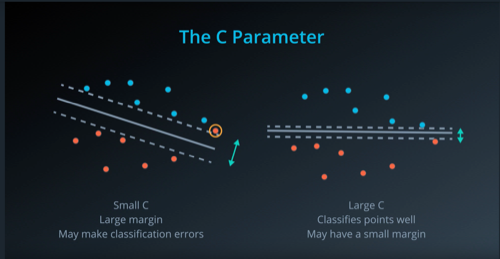 The C Parameter
Small C
Large margin
May make classification errors
Large C
Classifies points well
May have a small margin